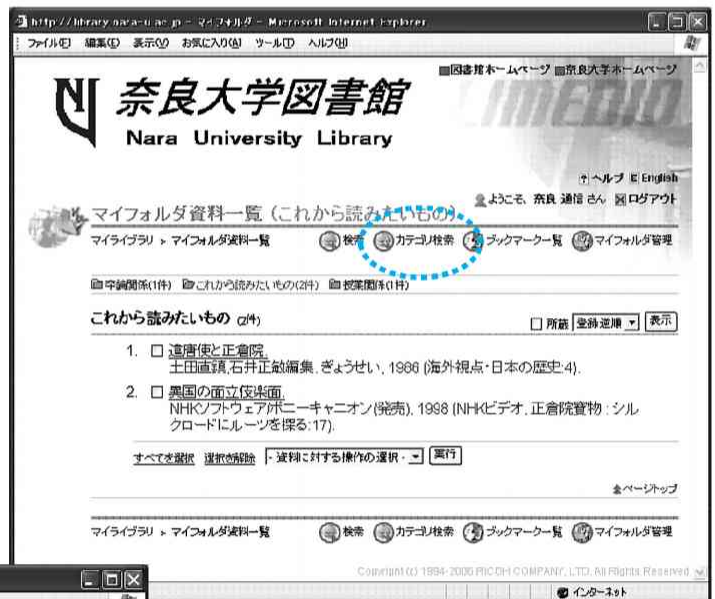 http://library.nara-u.ac.jp - マイフォルダ - Microsoft Internet Explorer
ファイル(F) 編集(E) 表示(V) お気に入り(A) ツール(T) ヘルプ(H)
図書館ホームページ 奈良大学ホームページ
N 奈良大学図書館
LIMEDIO
Nara University Library
ヘルプ English
ようこそ、奈良 通信 さん ログアウト
マイフォルダ資料一覧 (これから読みたいもの)
マイライブラリ > マイフォルダ資料一覧 検索 カテゴリ検索 ブックマーク一覧 マイフォルダ管理
卒論関係(1件) これから読みたいもの(2件) 授業関係(1件)
これから読みたいもの (2件) 所蔵 登録逆順 表示
1. 遣唐使と正倉院.
土田直鎮,石井正敏編集. ぎょうせい, 1986 (海外視点・日本の歴史:4).
2. 異国の面立伎楽面.
NHKソフトウェア/ポニーキャニオン(発売), 1998 (NHKビデオ. 正倉院寶物 : シル
クロードにルーツを探る:17).
すべてを選択 選択を解除 - 資料に対する操作の選択 - 実行
ページトップ
マイライブラリ > マイフォルダ資料一覧 検索 カテゴリ検索 ブックマーク一覧 マイフォルダ管理
Copyright (c) 1994-2006 RICOH COMPANY, LTD. All Rights Reserved
インターネット